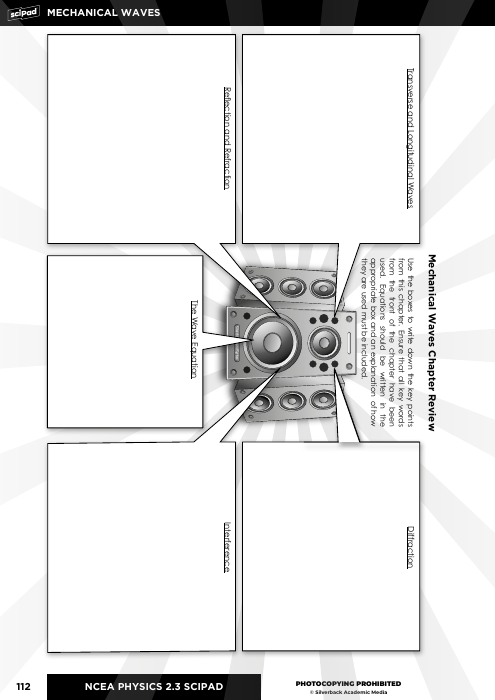 scipad
MECHANICAL WAVES
Mechanical Waves Chapter Review
Use the boxes to write down the key points
from this chapter. Ensure that all key words
from the front of the chapter have been
used. Equations should be written in the
appropriate box and an explanation of how
they are used must be included.
Transverse and Longitudinal Waves
Diffraction
Reflection and Refraction
The Wave Equation
Interference
112
NCEA PHYSICS 2.3 SCIPAD
PHOTOCOPYING PROHIBITED
© Silverback Academic Media